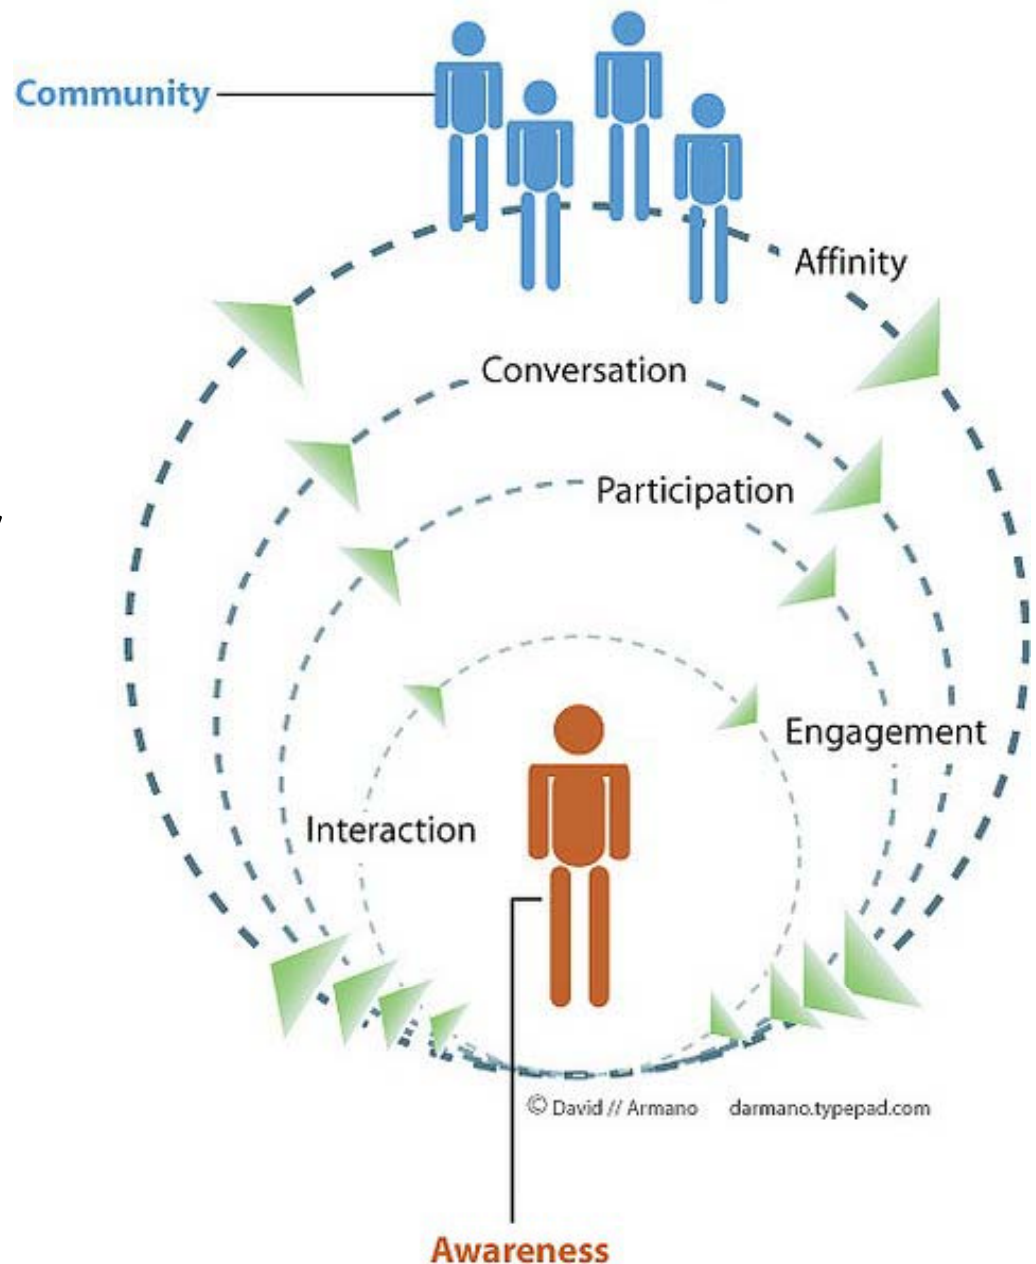 Community
Affinity
Conversation
Participation
Engagement
Interaction
© David // Armano darmano.typepad.com
Awareness